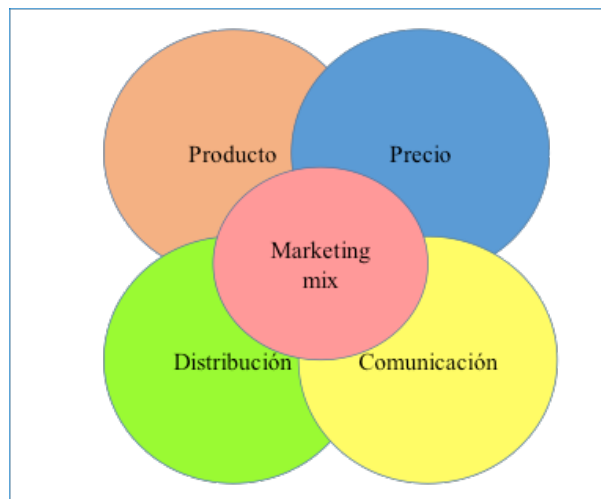 Producto
Precio
Marketing
mix
Distribución
Comunicación